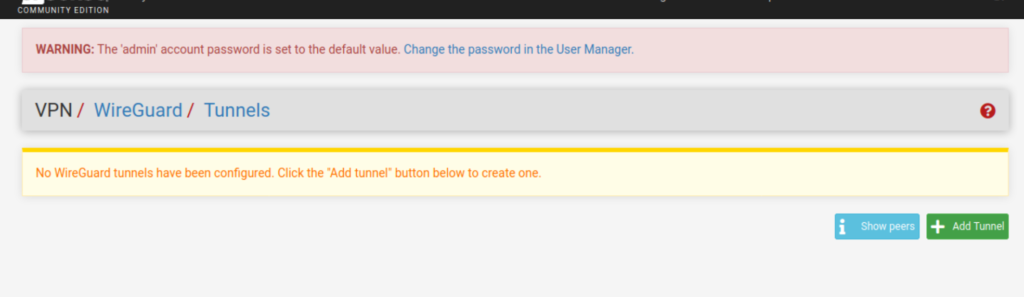 COMMUNITY EDITION
WARNING: The 'admin' account password is set to the default value. Change the password in the User Manager.
VPN / WireGuard / Tunnels
No WireGuard tunnels have been configured. Click the "Add tunnel" button below to create one.
Show peers
Add Tunnel